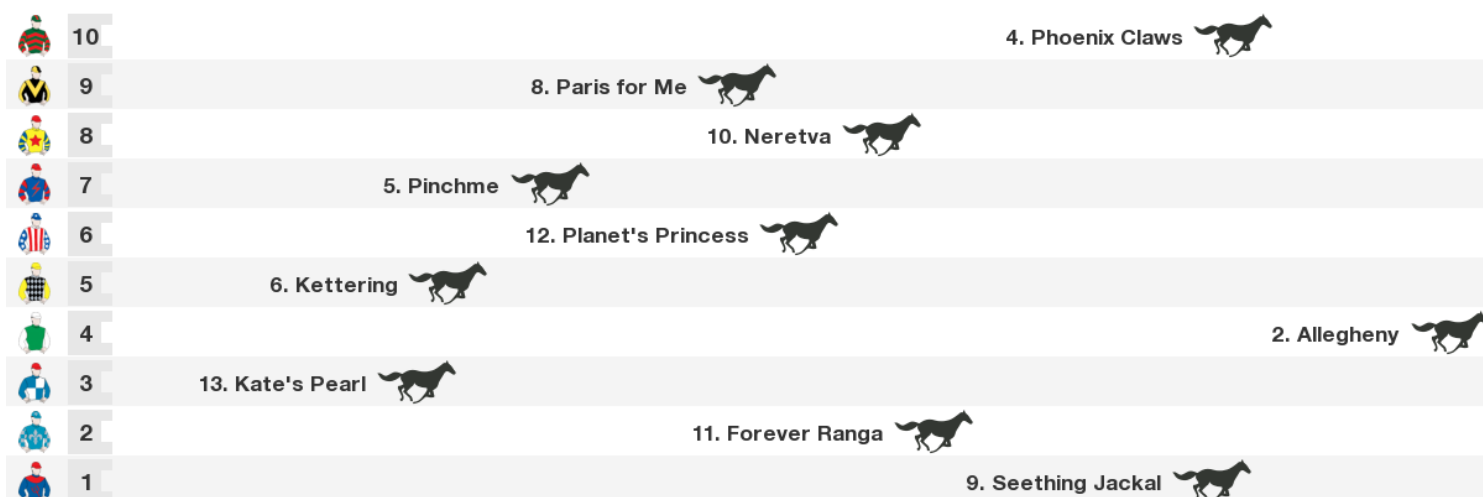 10 4. Phoenix Claws
9 8. Paris for Me
8 10. Neretva
7 5. Pinchme
6 12. Planet's Princess
5 6. Kettering
4 2. Allegheny
3 13. Kate's Pearl
2 11. Forever Ranga
1 9. Seething Jackal